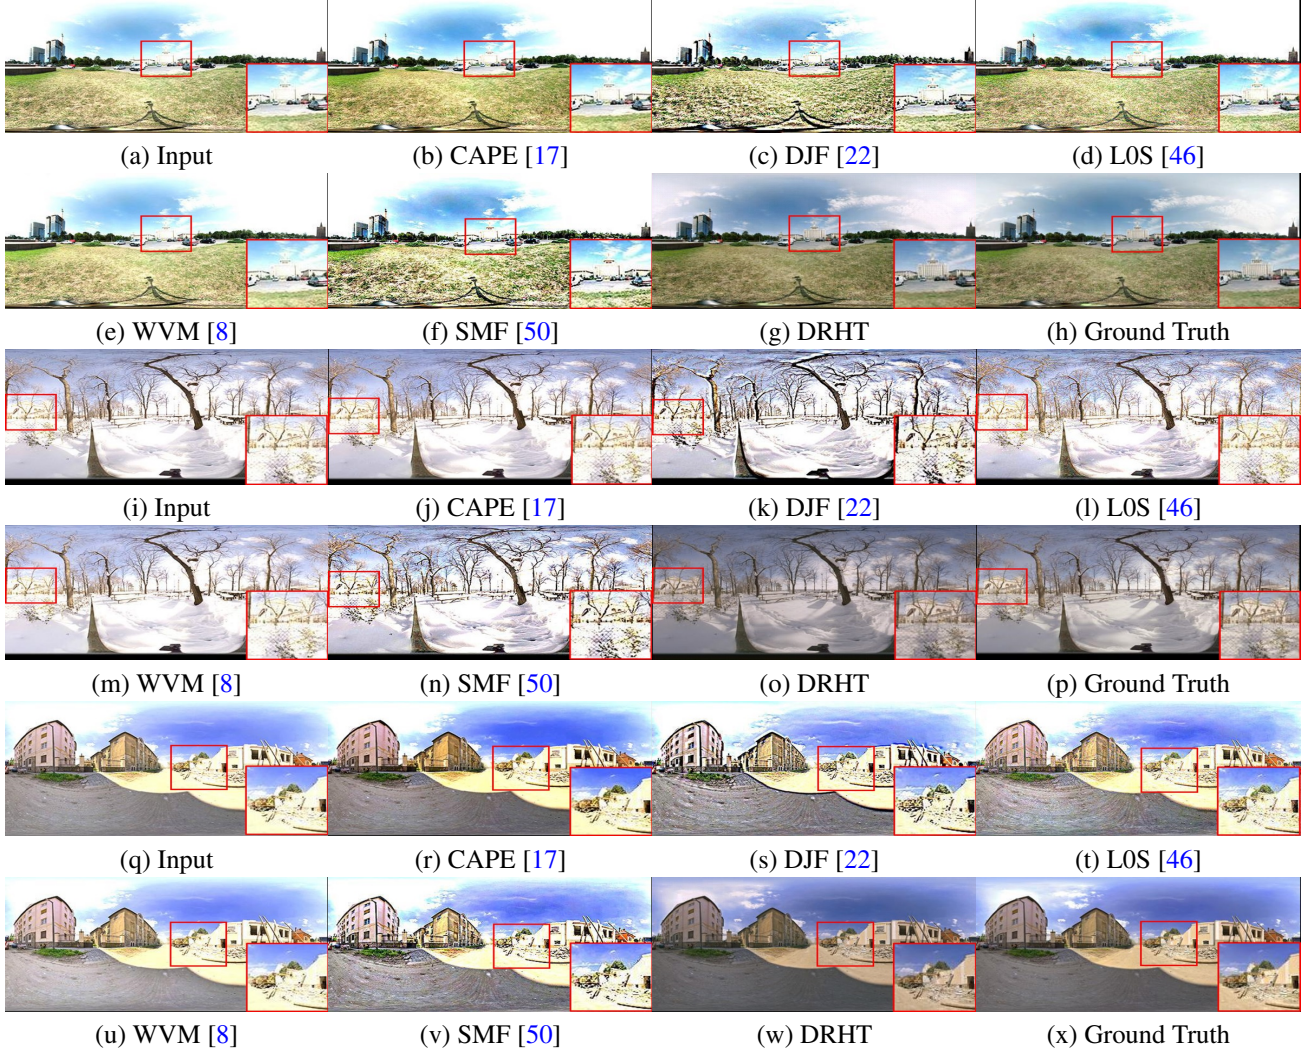 (a) Input (b) CAPE [17] (c) DJF [22] (d) L0S [46]
(e) WVM [8] (f) SMF [50] (g) DRHT (h) Ground Truth
(i) Input (j) CAPE [17] (k) DJF [22] (l) L0S [46]
(m) WVM [8] (n) SMF [50] (o) DRHT (p) Ground Truth
(q) Input (r) CAPE [17] (s) DJF [22] (t) L0S [46]
(u) WVM [8] (v) SMF [50] (w) DRHT (x) Ground Truth